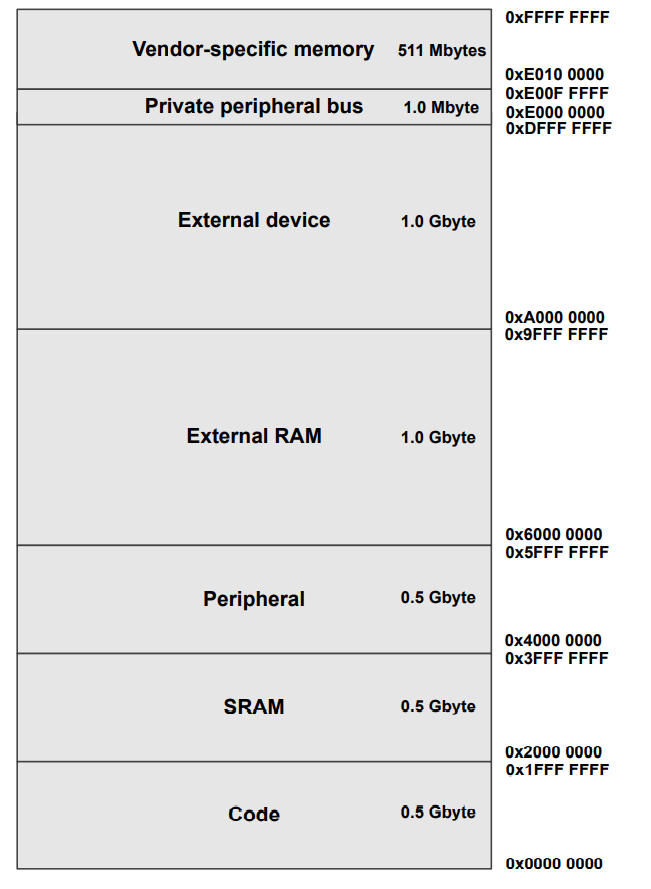 0xFFFF FFFF
Vendor-specific memory 511 Mbytes
0xE010 0000
0xE00F FFFF
Private peripheral bus 1.0 Mbyte
0xE000 0000
0xDFFF FFFF
External device 1.0 Gbyte
0xA000 0000
0x9FFF FFFF
External RAM 1.0 Gbyte
0x6000 0000
0x5FFF FFFF
Peripheral 0.5 Gbyte
0x4000 0000
0x3FFF FFFF
SRAM 0.5 Gbyte
0x2000 0000
0x1FFF FFFF
Code 0.5 Gbyte
0x0000 0000